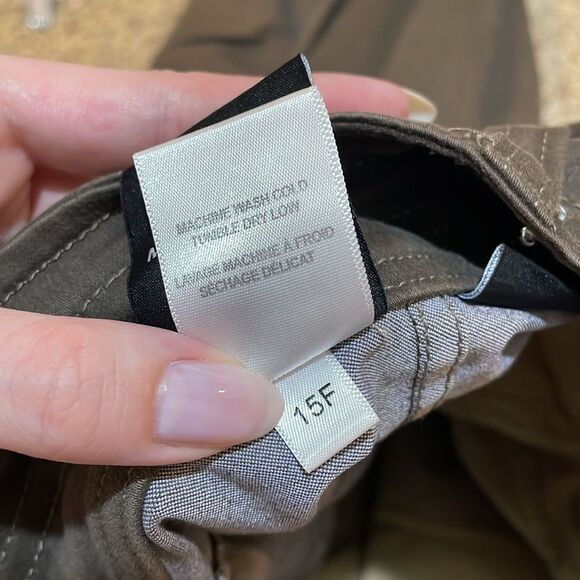 MACHINE WASH COLD
TUMBLE DRY LOW
LAVAGE MACHINE À FROID
SÉCHAGE DÉLICAT
15F